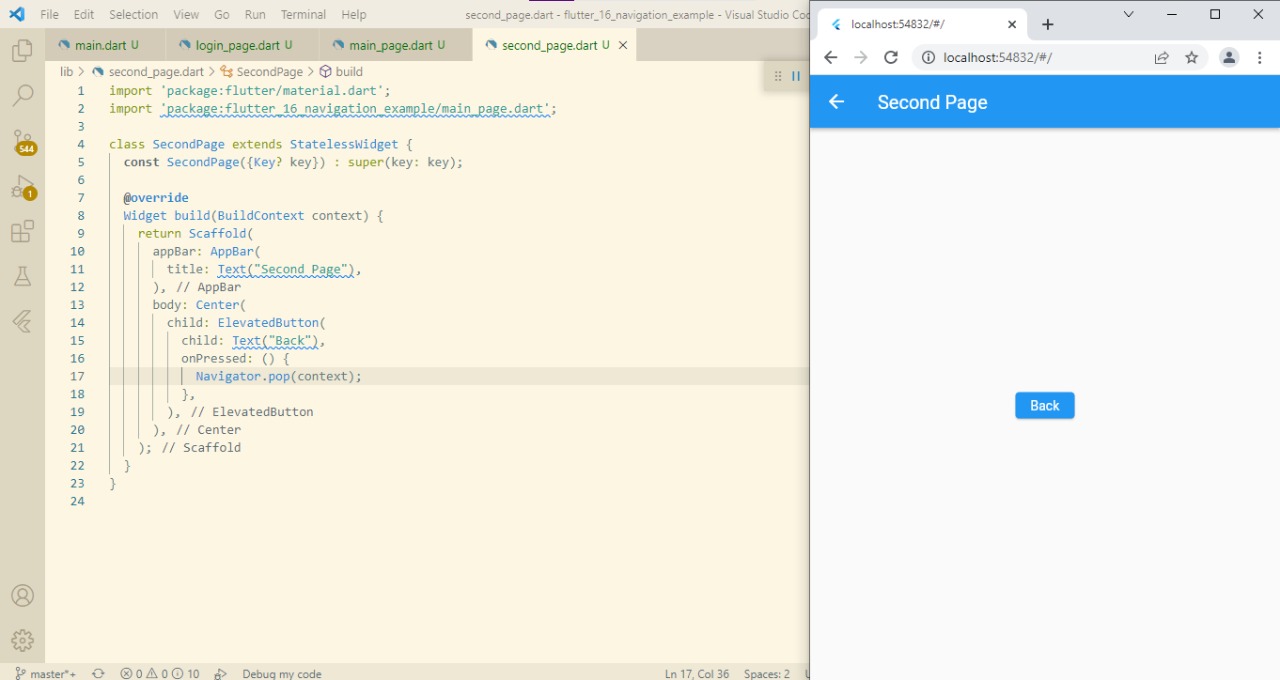 File Edit Selection View Go Run Terminal Help second_page.dart - flutter_16_navigation_example - Visual Studio Co
main.dart U login_page.dart U main_page.dart U second_page.dart U
lib > second_page.dart > SecondPage > build
1 import 'package:flutter/material.dart';
2 import 'package:flutter_16_navigation_example/main_page.dart';
3
4 class SecondPage extends StatelessWidget {
5 const SecondPage({Key? key}) : super(key: key);
6
7 @override
8 Widget build(BuildContext context) {
9 return Scaffold(
10 appBar: AppBar(
11 title: Text("Second Page"),
12 ), // AppBar
13 body: Center(
14 child: ElevatedButton(
15 child: Text("Back"),
16 onPressed: () {
17 Navigator.pop(context);
18 },
19 ), // ElevatedButton
20 ), // Center
21 ); // Scaffold
22 }
23 }
24
544
1
master*+ 0 0 10 Debug my code Ln 17, Col 36 Spaces: 2
localhost:54832/#/
localhost:54832/#/
Second Page
Back